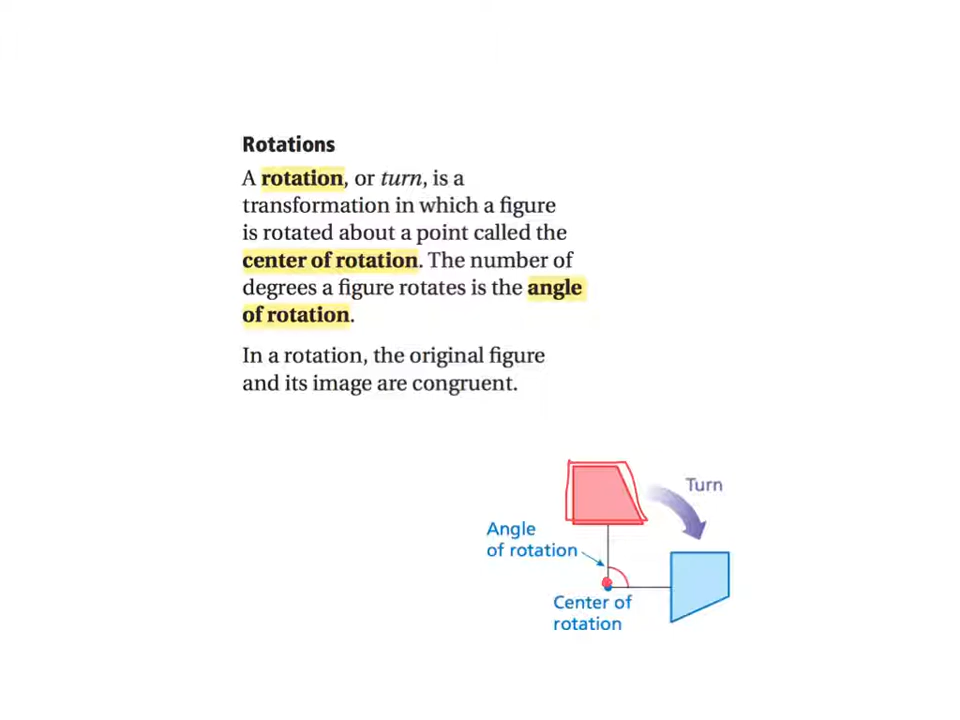 Rotations
A rotation, or turn, is a
transformation in which a figure
is rotated about a point called the
center of rotation. The number of
degrees a figure rotates is the angle
of rotation.
In a rotation, the original figure
and its image are congruent.
Turn
Angle
of rotation
Center of
rotation